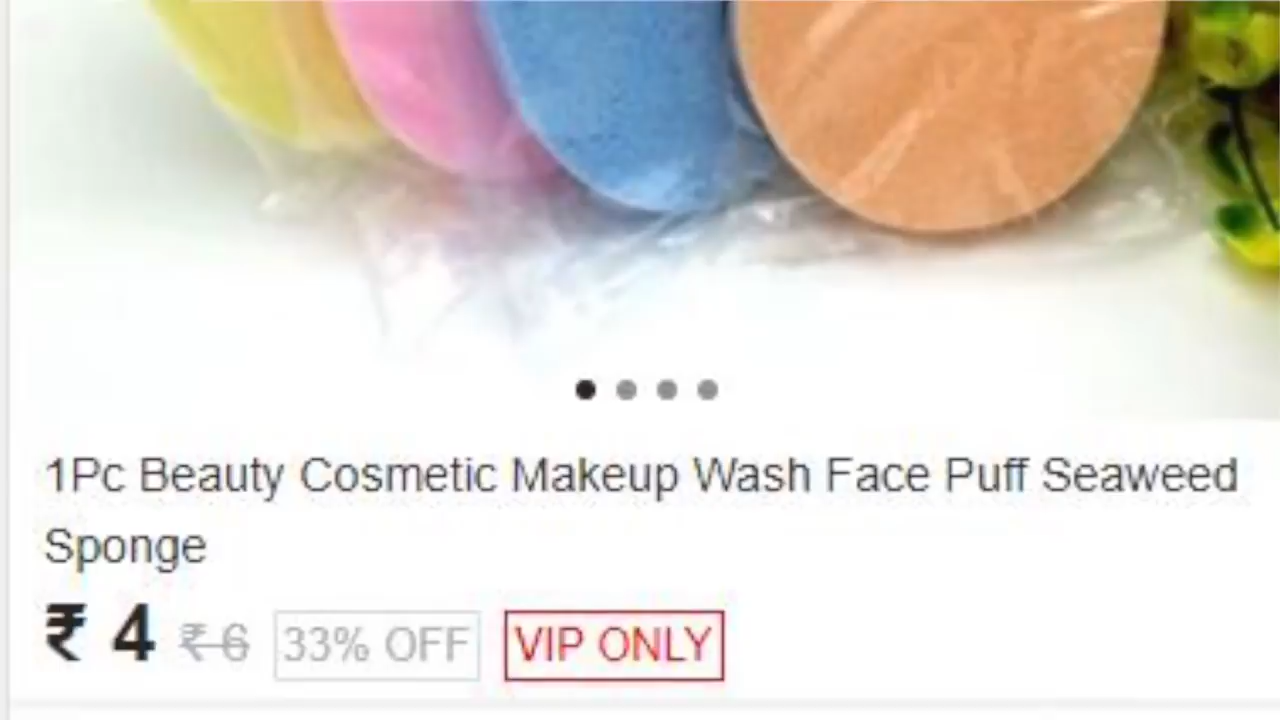 1Pc Beauty Cosmetic Makeup Wash Face Puff Seaweed
Sponge
₹ 4 ₹ 6 33% OFF VIP ONLY